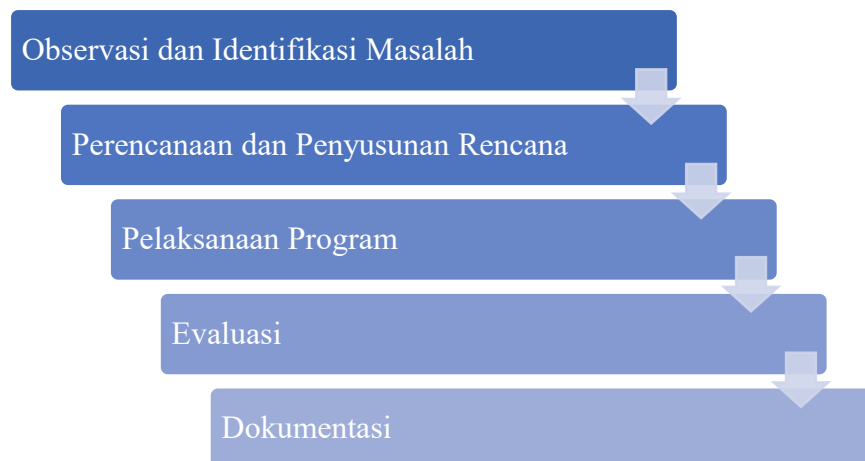 Observasi dan Identifikasi Masalah
Perencanaan dan Penyusunan Rencana
Pelaksanaan Program
Evaluasi
Dokumentasi